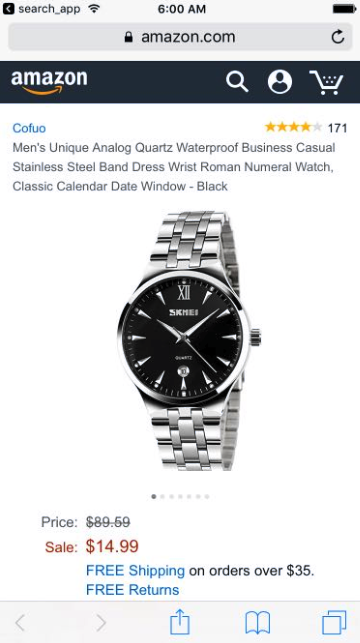 search_app
6:00 AM
amazon.com
amazon
Cofuo
171
Men's Unique Analog Quartz Waterproof Business Casual
Stainless Steel Band Dress Wrist Roman Numeral Watch,
Classic Calendar Date Window - Black
XII
SKMEI
QUARTZ
Price: $89.59
Sale: $14.99
FREE Shipping on orders over $35.
FREE Returns